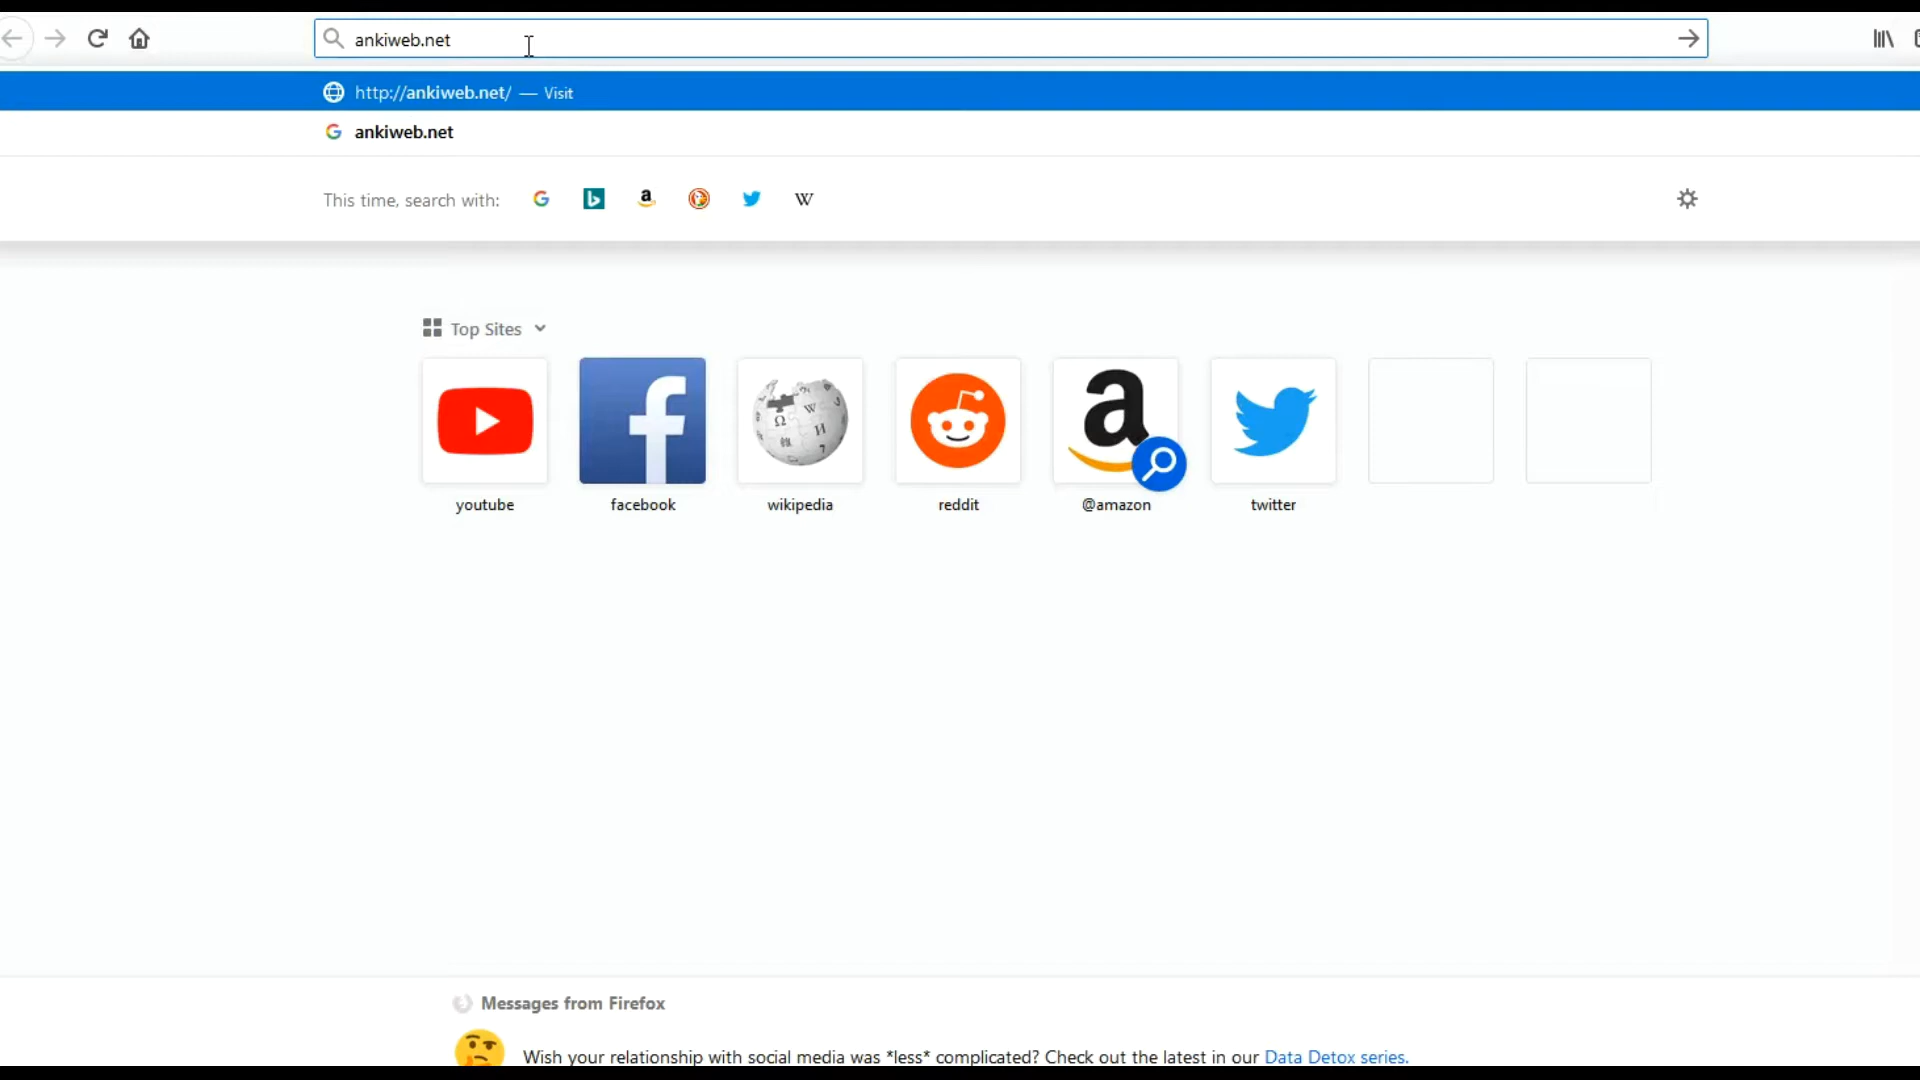 ankiweb.net
http://ankiweb.net/ — Visit
ankiweb.net
This time, search with:
Top Sites
youtube
facebook
wikipedia
reddit
@amazon
twitter
Messages from Firefox
Wish your relationship with social media was *less* complicated? Check out the latest in our Data Detox series.